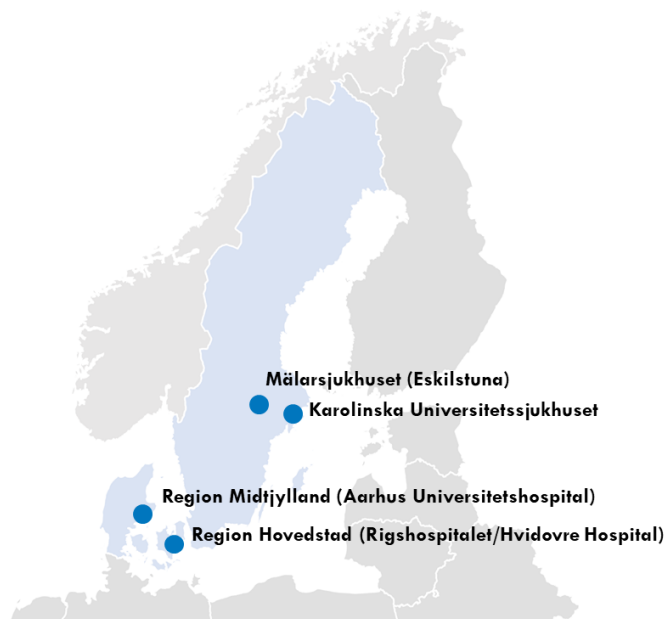 Mälarsjukhuset (Eskilstuna)
Karolinska Universitetssjukhuset
Region Midtjylland (Aarhus Universitetshospital)
Region Hovedstad (Rigshospitalet/Hvidovre Hospital)